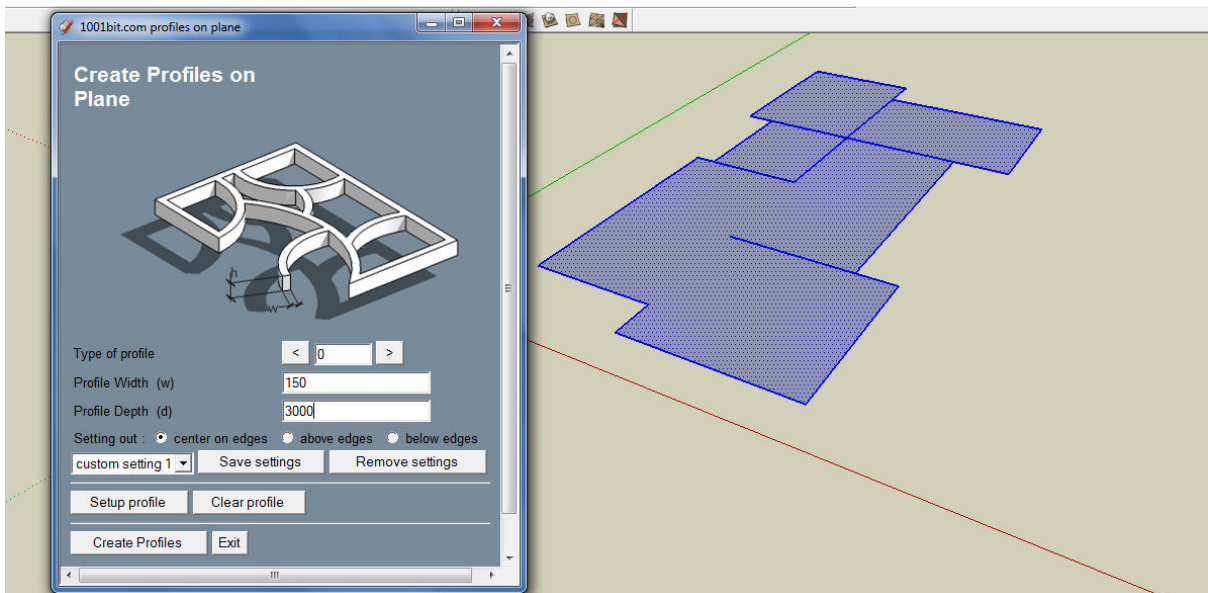 1001bit.com profiles on plane
Create Profiles on
Plane
h
w
Type of profile < 0 >
Profile Width (w) 150
Profile Depth (d) 3000
Setting out : center on edges above edges below edges
custom setting 1 Save settings Remove settings
Setup profile Clear profile
Create Profiles Exit